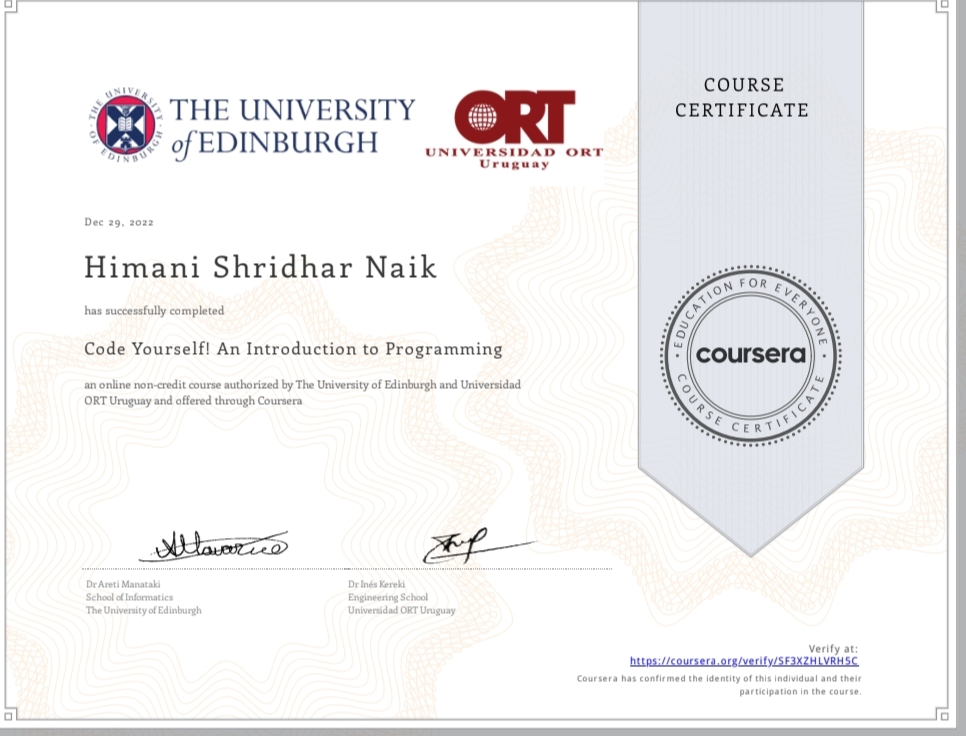 THE UNIVERSITY OF EDINBURGH
THE UNIVERSITY
of EDINBURGH
ORT
UNIVERSIDAD ORT
Uruguay
COURSE
CERTIFICATE
Dec 29, 2022
Himani Shridhar Naik
has successfully completed
Code Yourself! An Introduction to Programming
an online non-credit course authorized by The University of Edinburgh and Universidad
ORT Uruguay and offered through Coursera
EDUCATION FOR EVERYONE
coursera
COURSE CERTIFICATE
Dr Areti Manataki
School of Informatics
The University of Edinburgh
Dr Inés Kereki
Engineering School
Universidad ORT Uruguay
Verify at:
https://coursera.org/verify/SF3XZHLVRH5C
Coursera has confirmed the identity of this individual and their
participation in the course.